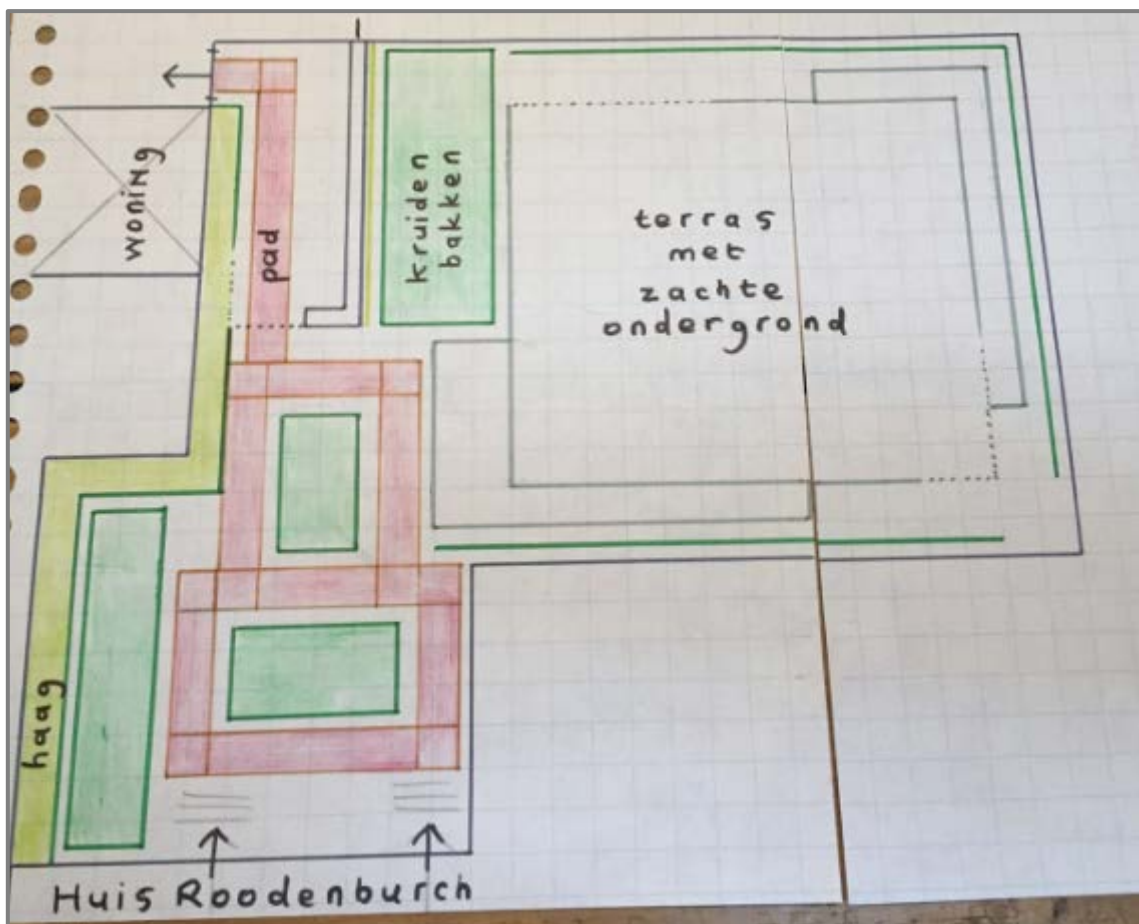 woning
pad
kruiden
bakken
terras
met
zachte
ondergrond
haag
Huis Roodenburch